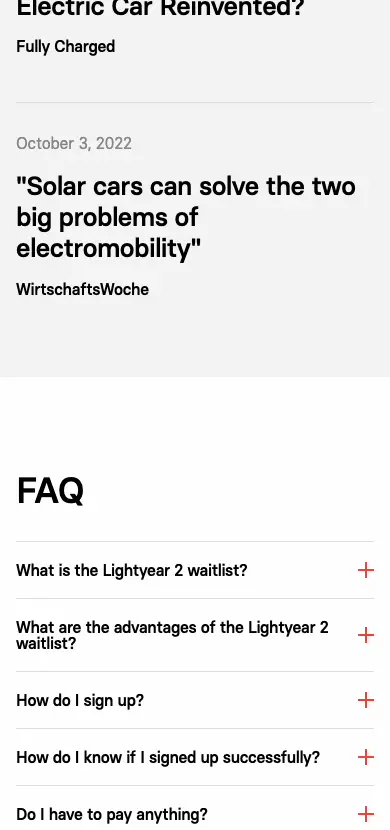 Electric Car Reinvented?
Fully Charged
October 3, 2022
"Solar cars can solve the two
big problems of
electromobility"
WirtschaftsWoche
FAQ
What is the Lightyear 2 waitlist?
What are the advantages of the Lightyear 2
waitlist?
How do I sign up?
How do I know if I signed up successfully?
Do I have to pay anything?